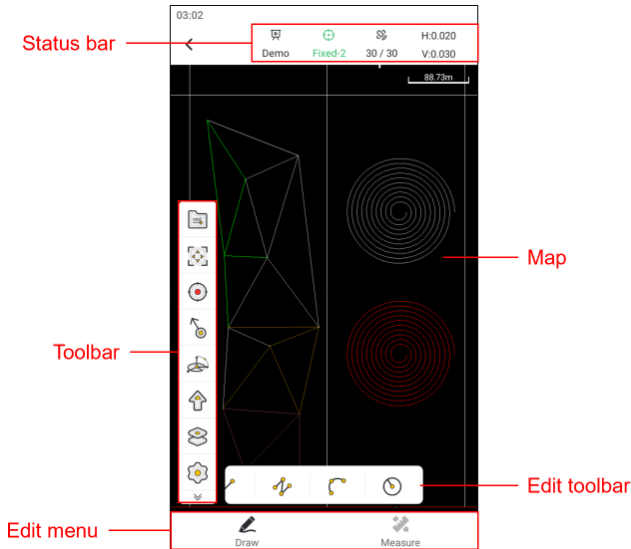 03:02
Status bar
H:0.020
Demo Fixed-2 30 / 30 V:0.030
88.73m
Map
Toolbar
Edit toolbar
Edit menu
Draw Measure